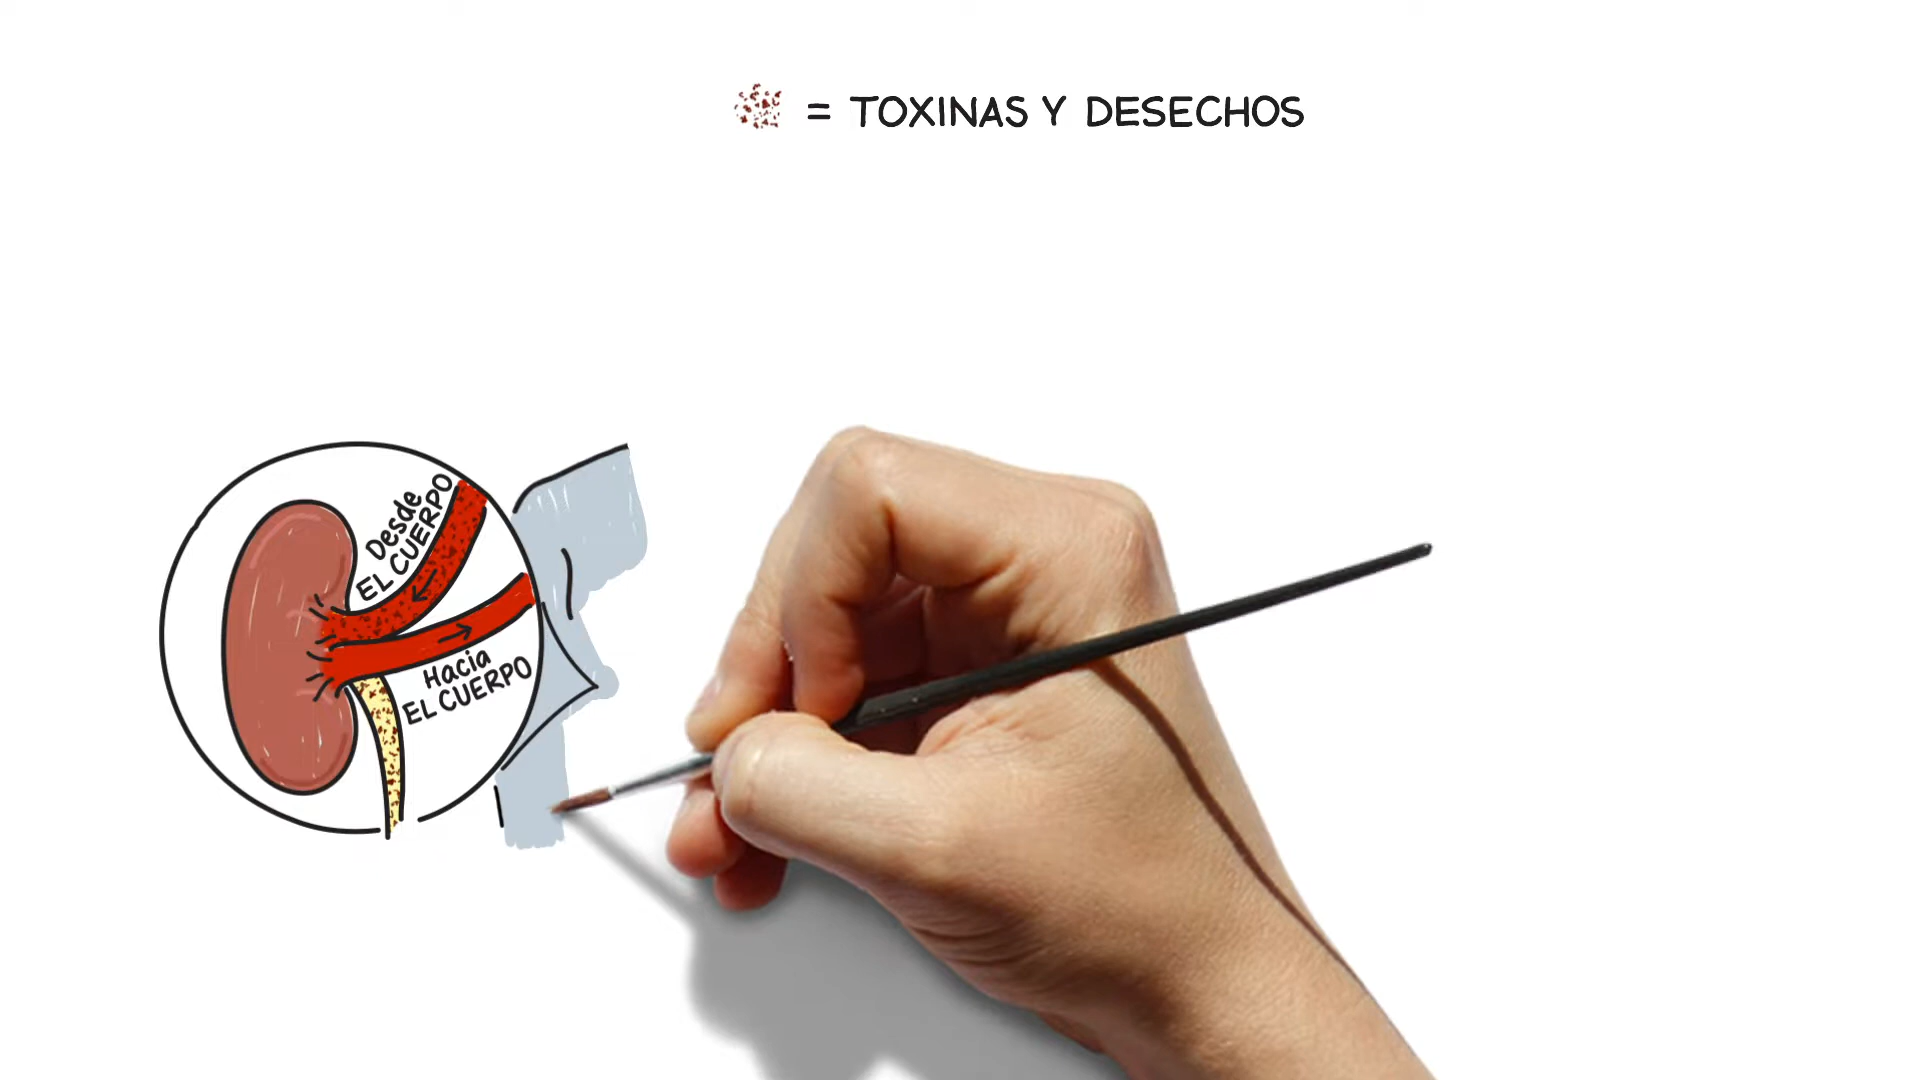 = TOXINAS Y DESECHOS
Desde
EL CUERPO
Hacia
EL CUERPO